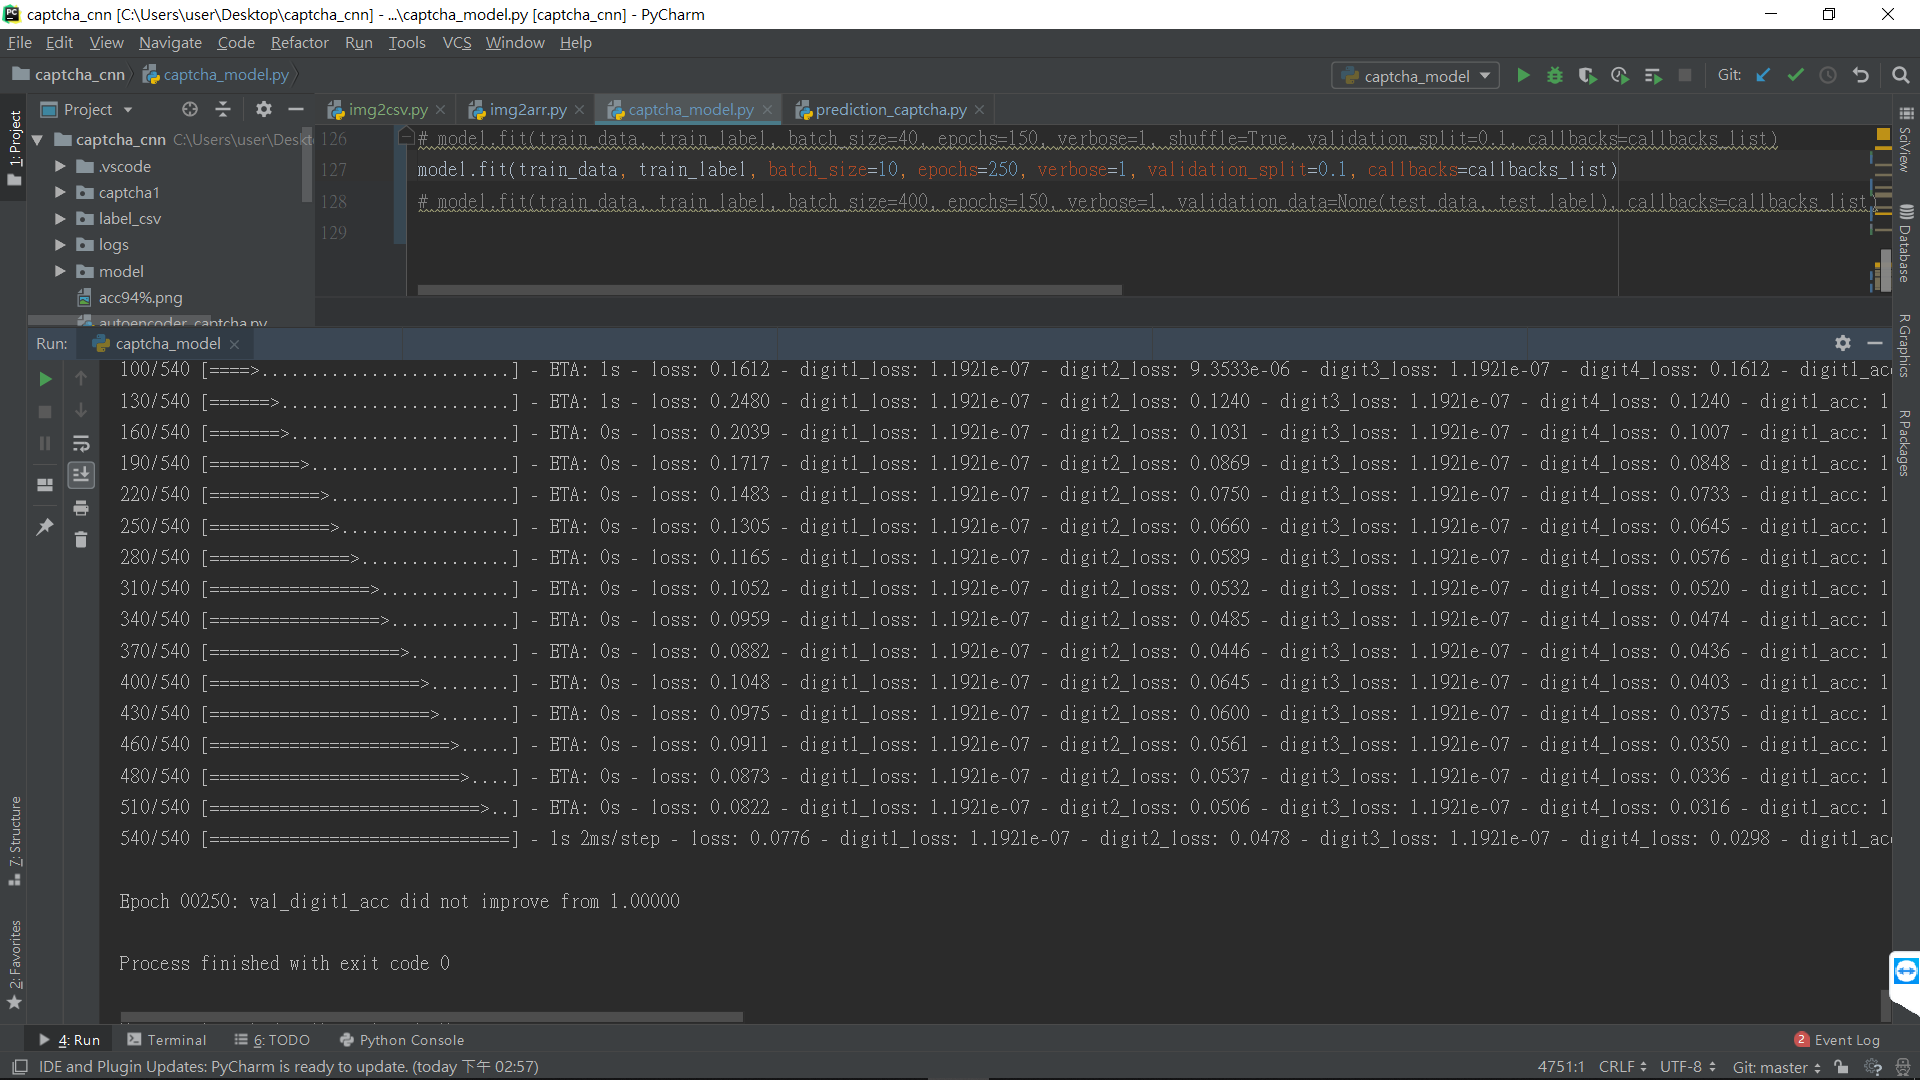 captcha_cnn [C:\Users\user\Desktop\captcha_cnn] - ...\captcha_model.py [captcha_cnn] - PyCharm
File Edit View Navigate Code Refactor Run Tools VCS Window Help
captcha_cnn captcha_model.py captcha_model Git:
Project img2csv.py img2arr.py captcha_model.py prediction_captcha.py
captcha_cnn C:\Users\user\Deskt
.vscode
captcha1
label_csv
logs
model
acc94%.png
autoencoder_captcha.py
126 # model.fit(train_data, train_label, batch_size=40, epochs=150, verbose=1, shuffle=True, validation_split=0.1, callbacks=callbacks_list)
127 model.fit(train_data, train_label, batch_size=10, epochs=250, verbose=1, validation_split=0.1, callbacks=callbacks_list)
128 # model.fit(train_data, train_label, batch_size=400, epochs=150, verbose=1, validation_data=None(test_data, test_label), callbacks=callbacks_list)
129
Run: captcha_model
100/540 [====>.........................] - ETA: 1s - loss: 0.1612 - digit1_loss: 1.1921e-07 - digit2_loss: 9.3533e-06 - digit3_loss: 1.1921e-07 - digit4_loss: 0.1612 - digit1_acc
130/540 [======>.......................] - ETA: 1s - loss: 0.2480 - digit1_loss: 1.1921e-07 - digit2_loss: 0.1240 - digit3_loss: 1.1921e-07 - digit4_loss: 0.1240 - digit1_acc: 1
160/540 [=======>......................] - ETA: 0s - loss: 0.2039 - digit1_loss: 1.1921e-07 - digit2_loss: 0.1031 - digit3_loss: 1.1921e-07 - digit4_loss: 0.1007 - digit1_acc: 1
190/540 [=========>....................] - ETA: 0s - loss: 0.1717 - digit1_loss: 1.1921e-07 - digit2_loss: 0.0869 - digit3_loss: 1.1921e-07 - digit4_loss: 0.0848 - digit1_acc: 1
220/540 [===========>..................] - ETA: 0s - loss: 0.1483 - digit1_loss: 1.1921e-07 - digit2_loss: 0.0750 - digit3_loss: 1.1921e-07 - digit4_loss: 0.0733 - digit1_acc: 1
250/540 [============>.................] - ETA: 0s - loss: 0.1305 - digit1_loss: 1.1921e-07 - digit2_loss: 0.0660 - digit3_loss: 1.1921e-07 - digit4_loss: 0.0645 - digit1_acc: 1
280/540 [==============>...............] - ETA: 0s - loss: 0.1165 - digit1_loss: 1.1921e-07 - digit2_loss: 0.0589 - digit3_loss: 1.1921e-07 - digit4_loss: 0.0576 - digit1_acc: 1
310/540 [================>.............] - ETA: 0s - loss: 0.1052 - digit1_loss: 1.1921e-07 - digit2_loss: 0.0532 - digit3_loss: 1.1921e-07 - digit4_loss: 0.0520 - digit1_acc: 1
340/540 [=================>............] - ETA: 0s - loss: 0.0959 - digit1_loss: 1.1921e-07 - digit2_loss: 0.0485 - digit3_loss: 1.1921e-07 - digit4_loss: 0.0474 - digit1_acc: 1
370/540 [===================>..........] - ETA: 0s - loss: 0.0882 - digit1_loss: 1.1921e-07 - digit2_loss: 0.0446 - digit3_loss: 1.1921e-07 - digit4_loss: 0.0436 - digit1_acc: 1
400/540 [=====================>........] - ETA: 0s - loss: 0.1048 - digit1_loss: 1.1921e-07 - digit2_loss: 0.0645 - digit3_loss: 1.1921e-07 - digit4_loss: 0.0403 - digit1_acc: 1
430/540 [======================>.......] - ETA: 0s - loss: 0.0975 - digit1_loss: 1.1921e-07 - digit2_loss: 0.0600 - digit3_loss: 1.1921e-07 - digit4_loss: 0.0375 - digit1_acc: 1
460/540 [========================>.....] - ETA: 0s - loss: 0.0911 - digit1_loss: 1.1921e-07 - digit2_loss: 0.0561 - digit3_loss: 1.1921e-07 - digit4_loss: 0.0350 - digit1_acc: 1
480/540 [=========================>....] - ETA: 0s - loss: 0.0873 - digit1_loss: 1.1921e-07 - digit2_loss: 0.0537 - digit3_loss: 1.1921e-07 - digit4_loss: 0.0336 - digit1_acc: 1
510/540 [===========================>..] - ETA: 0s - loss: 0.0822 - digit1_loss: 1.1921e-07 - digit2_loss: 0.0506 - digit3_loss: 1.1921e-07 - digit4_loss: 0.0316 - digit1_acc: 1
540/540 [==============================] - 1s 2ms/step - loss: 0.0776 - digit1_loss: 1.1921e-07 - digit2_loss: 0.0478 - digit3_loss: 1.1921e-07 - digit4_loss: 0.0298 - digit1_acc
Epoch 00250: val_digit1_acc did not improve from 1.00000
Process finished with exit code 0
1: Project
7: Structure
2: Favorites
SciView
Database
R Graphics
R Packages
4: Run Terminal 6: TODO Python Console 2 Event Log
IDE and Plugin Updates: PyCharm is ready to update. (today 下午 02:57) 4751:1 CRLF UTF-8 Git: master